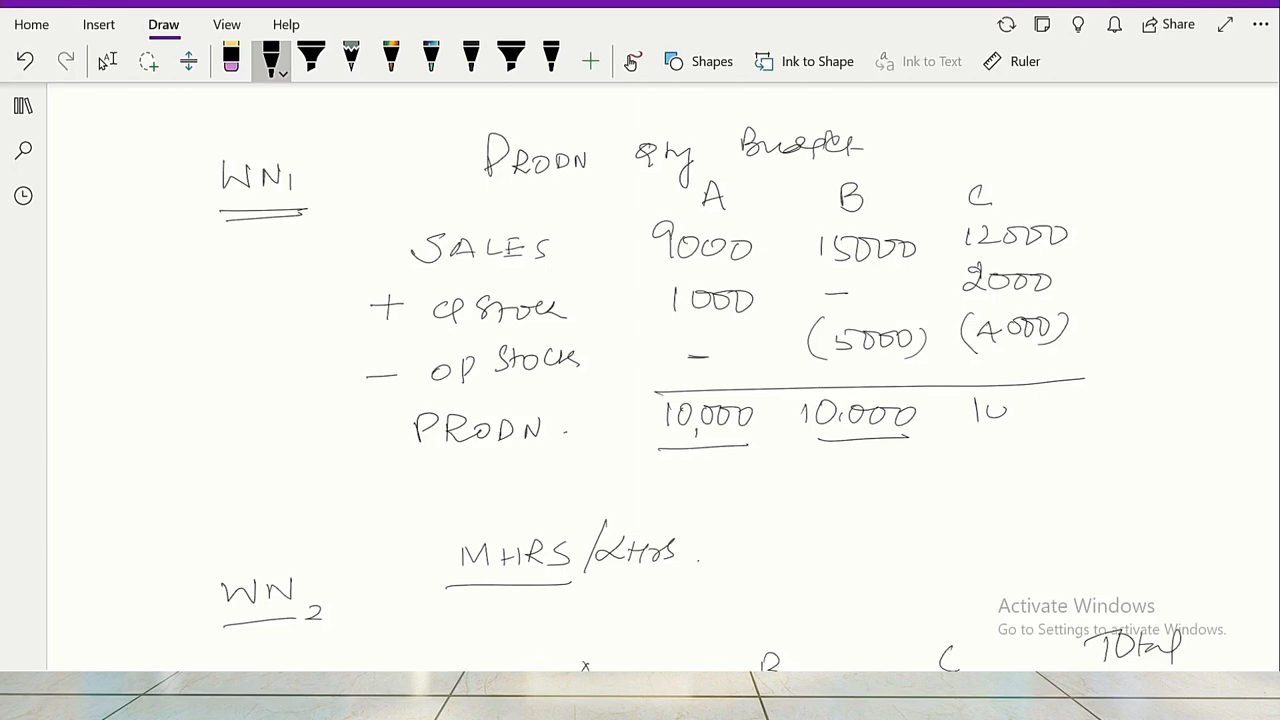 Home Insert Draw View Help Share
Shapes Ink to Shape Ink to Text Ruler
PRODN Qty Budget
WN1
A B C
SALES 9000 15000 12000
+ Cl Stock 1000 - 2000
- OP Stock - (5000) (4000)
PRODN. 10,000 10,000 10
MHRS/LHrs.
WN2
Activate Windows
Go to Settings to activate Windows.
B C Total